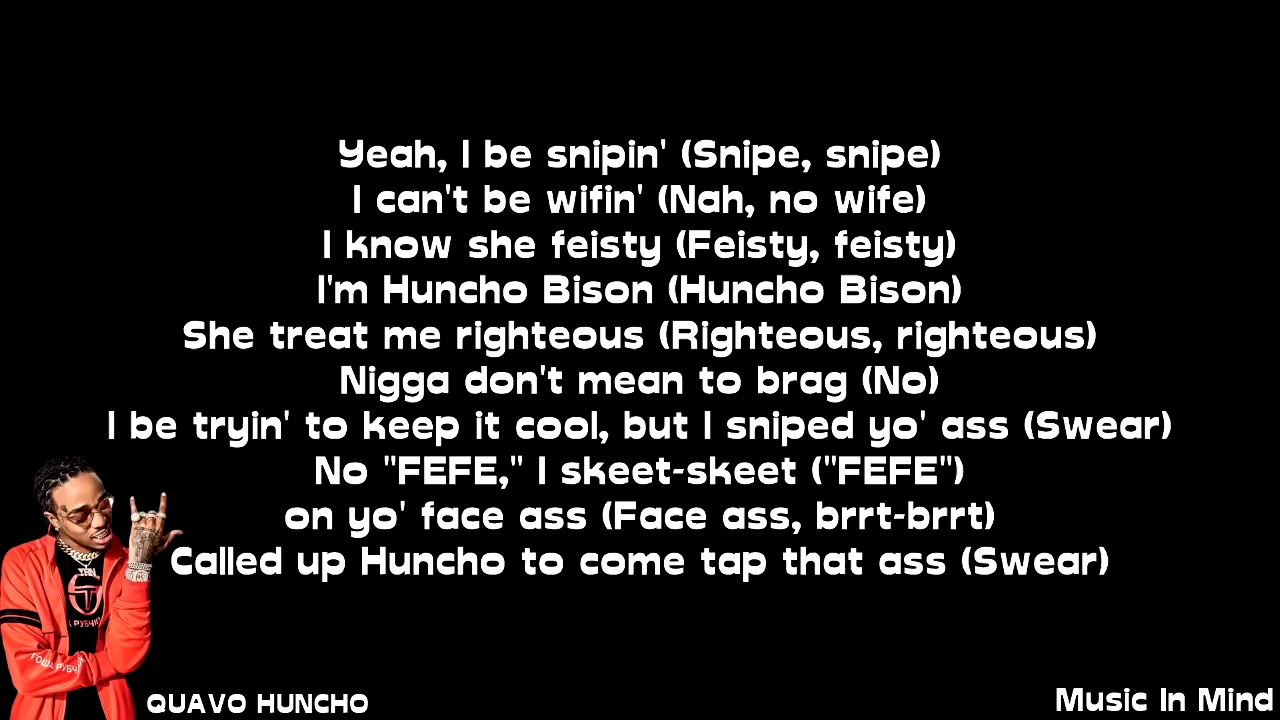 Yeah, I be snipin' (Snipe, snipe)
I can't be wifin' (Nah, no wife)
I know she feisty (Feisty, feisty)
I'm Huncho Bison (Huncho Bison)
She treat me righteous (Righteous, righteous)
Nigga don't mean to brag (No)
I be tryin' to keep it cool, but I sniped yo' ass (Swear)
No "FEFE," I skeet-skeet ("FEFE")
on yo' face ass (Face ass, brrt-brrt)
Called up Huncho to come tap that ass (Swear)
QUAVO HUNCHO
Music In Mind